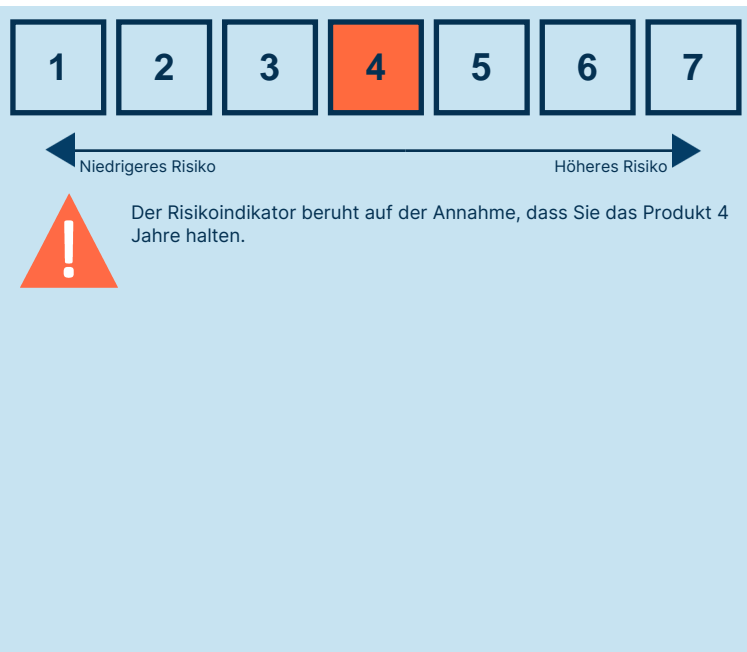 1 2 3 4 5 6 7
Niedrigeres Risiko Höheres Risiko
Der Risikoindikator beruht auf der Annahme, dass Sie das Produkt 4
Jahre halten.
!